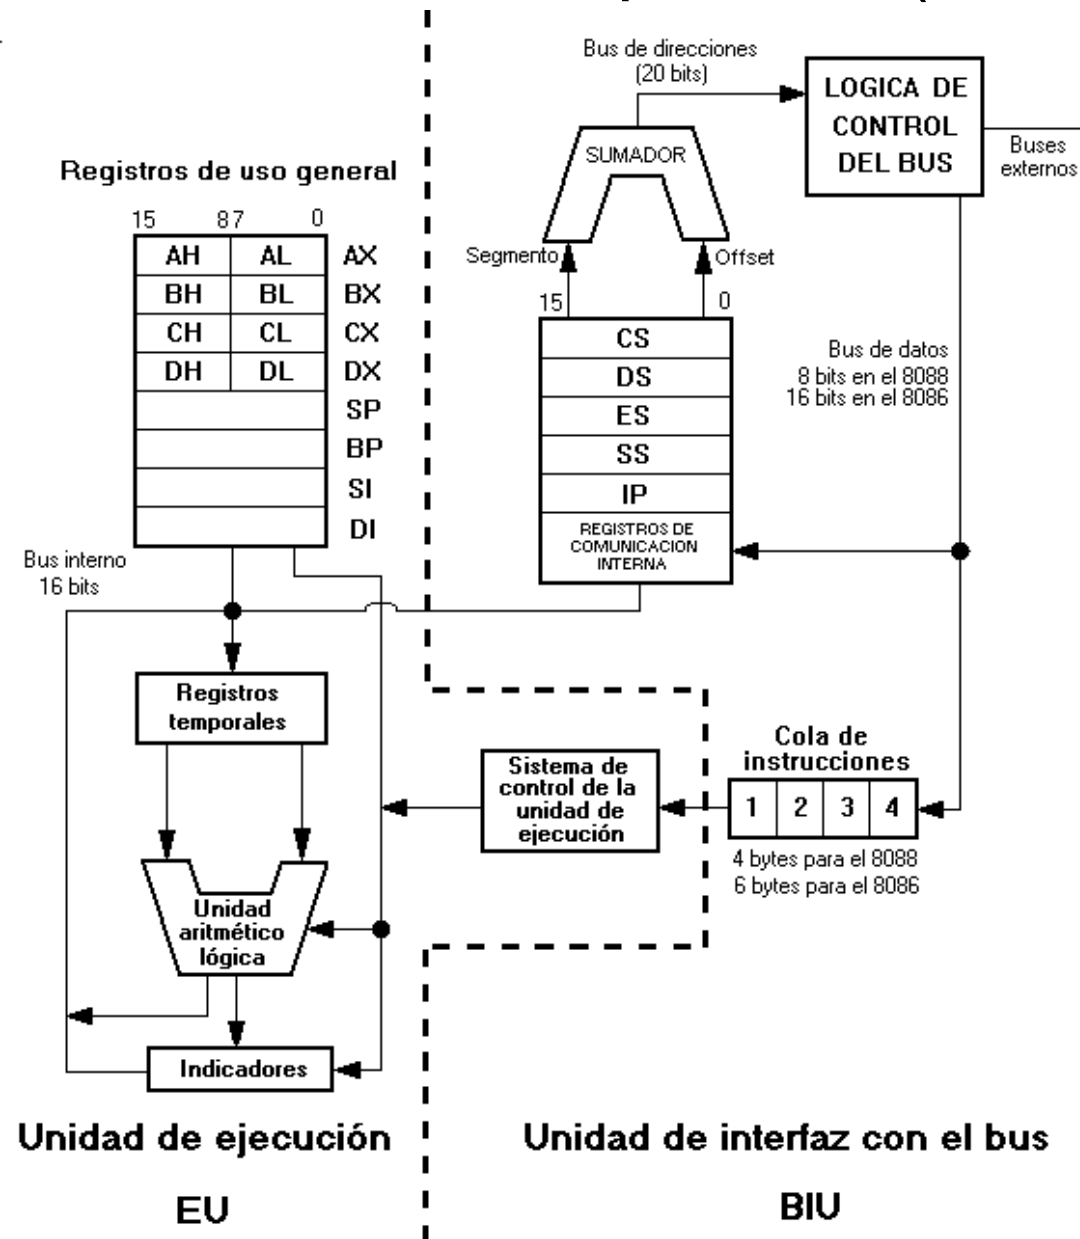 Bus de direcciones
(20 bits)
LOGICA DE
CONTROL
DEL BUS
Buses
externos
SUMADOR
Registros de uso general
15 8 7 0
AH AL AX
BH BL BX
CH CL CX
DH DL DX
SP
BP
SI
DI
Segmento
Offset
15 0
CS
DS
ES
SS
IP
REGISTROS DE
COMUNICACION
INTERNA
Bus de datos
8 bits en el 8088
16 bits en el 8086
Bus interno
16 bits
Registros
temporales
Sistema de
control de la
unidad de
ejecución
Cola de
instrucciones
1 2 3 4
4 bytes para el 8088
6 bytes para el 8086
Unidad
aritmético
lógica
Indicadores
Unidad de ejecución
EU
Unidad de interfaz con el bus
BIU